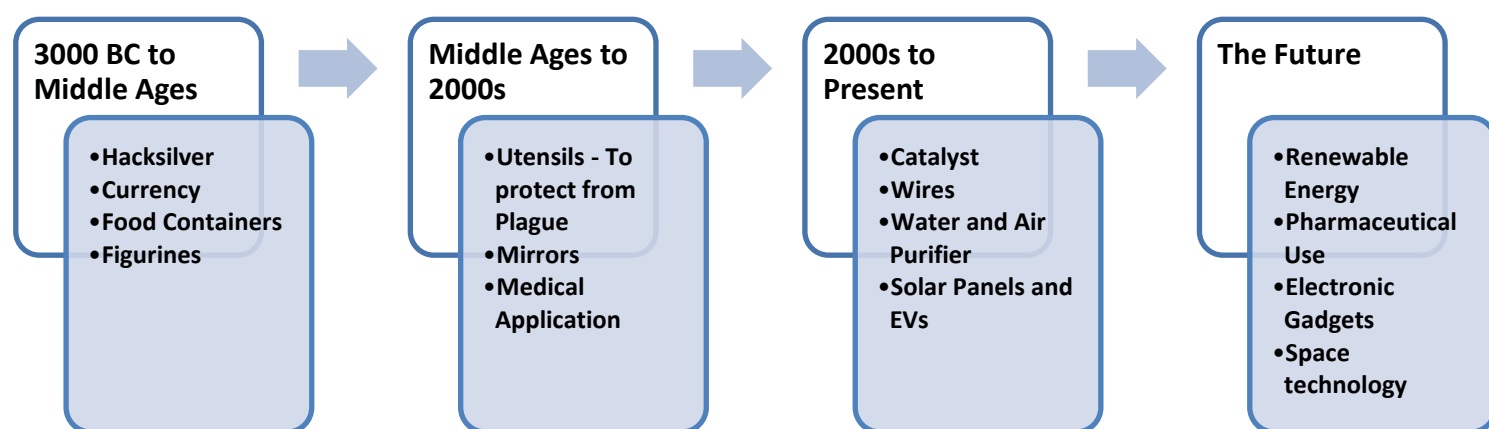 3000 BC to
Middle Ages
•Hacksilver
•Currency
•Food Containers
•Figurines
Middle Ages to
2000s
•Utensils - To
protect from
Plague
•Mirrors
•Medical
Application
2000s to
Present
•Catalyst
•Wires
•Water and Air
Purifier
•Solar Panels and
EVs
The Future
•Renewable
Energy
•Pharmaceutical
Use
•Electronic
Gadgets
•Space
technology